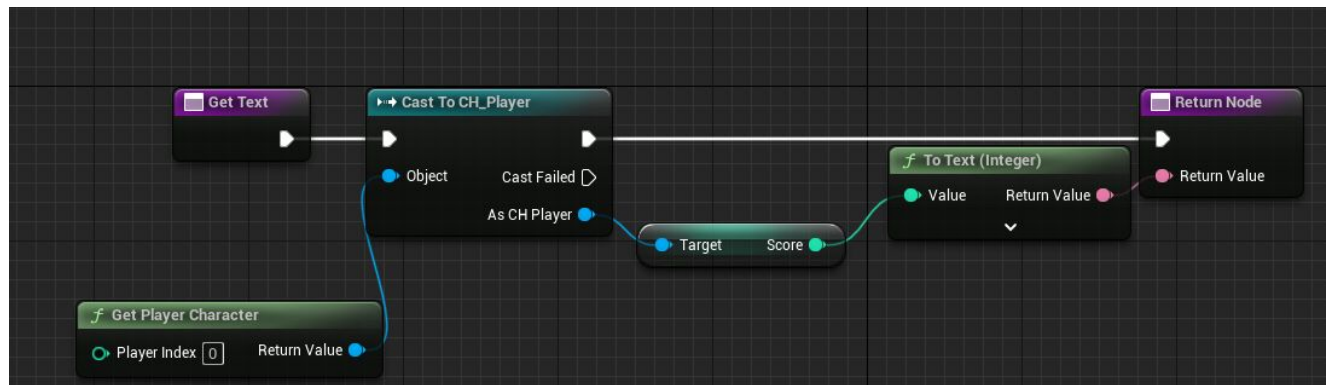 Get Text
Cast To CH_Player
Object
Cast Failed
As CH Player
Target Score
f To Text (Integer)
Value Return Value
Return Node
Return Value
f Get Player Character
Player Index 0 Return Value